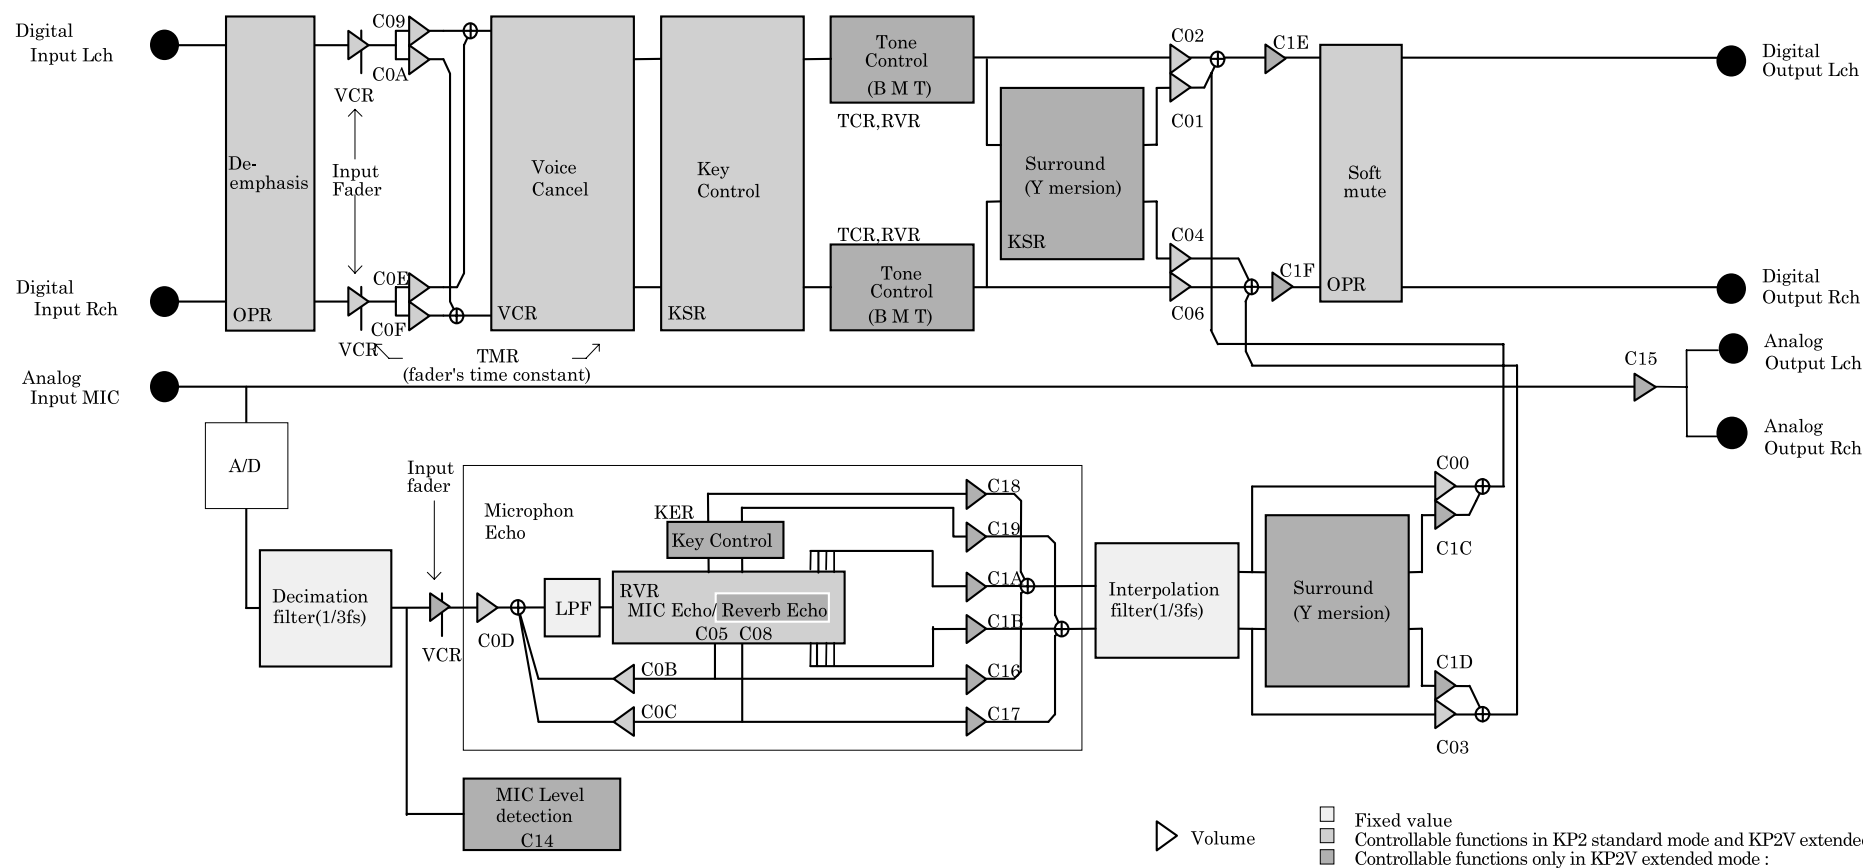 Digital
Input Lch
De-
emphasis
OPR
C09
C0A
VCR
Input
Fader
C0E
C0F
VCR
TMR
(fader's time constant)
Voice
Cancel
VCR
Key
Control
KSR
Tone
Control
(B M T)
TCR,RVR
TCR,RVR
Tone
Control
(B M T)
Surround
(Y mersion)
KSR
C02
C01
C04
C06
C1E
C1F
Soft
mute
OPR
Digital
Output Lch
Digital
Input Rch
Digital
Output Rch
Analog
Input MIC
C15
Analog
Output Lch
Analog
Output Rch
A/D
Decimation
filter(1/3fs)
Input
fader
VCR
Microphon
Echo
C0D
LPF
KER
Key Control
RVR
MIC Echo/ Reverb Echo
C05 C08
C0B
C0C
C18
C19
C1A
C1B
C16
C17
Interpolation
filter(1/3fs)
Surround
(Y mersion)
C00
C1C
C1D
C03
MIC Level
detection
C14
Volume
Fixed value
Controllable functions in KP2 standard mode and KP2V extende
Controllable functions only in KP2V extended mode :